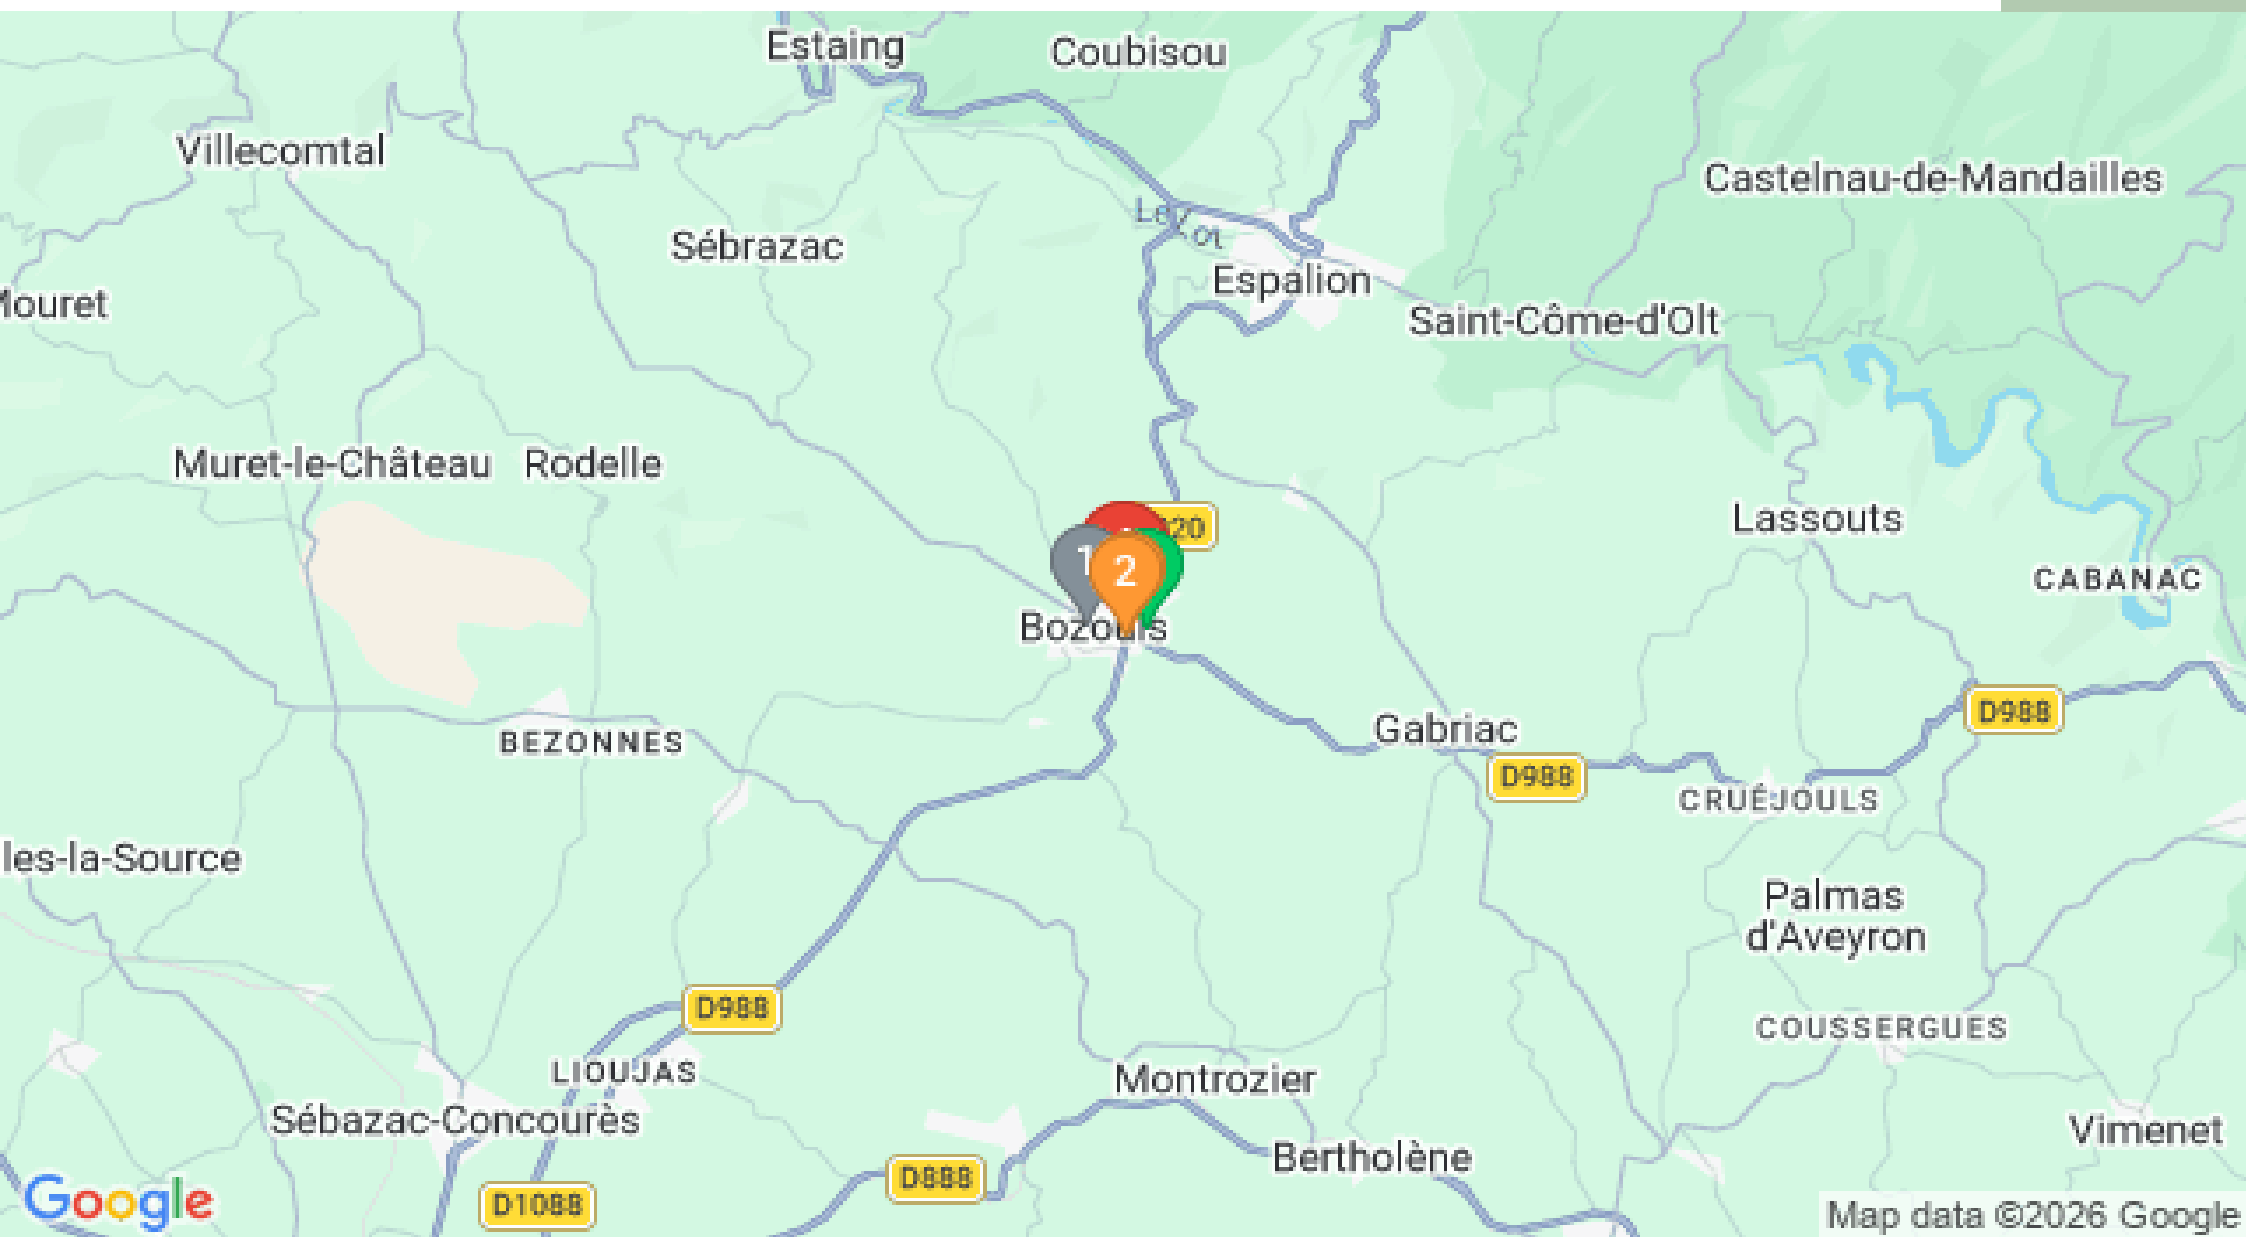 Estaing
Coubisou
Villecomtal
Castelnau-de-Mandailles
Le Lot
Sébrazac
Espalion
Mouret
Saint-Côme-d'Olt
Muret-le-Château
Rodelle
Lassouts
20
1
2
CABANAC
Bozouls
D988
Gabriac
BEZONNES
D988
CRUÉJOULS
les-la-Source
Palmas
d'Aveyron
D988
COUSSERGUES
LIOUJAS
Montrozier
Sébazac-Concourès
Vimenet
Bertholène
D888
D1088
Google
Map data ©2026 Google